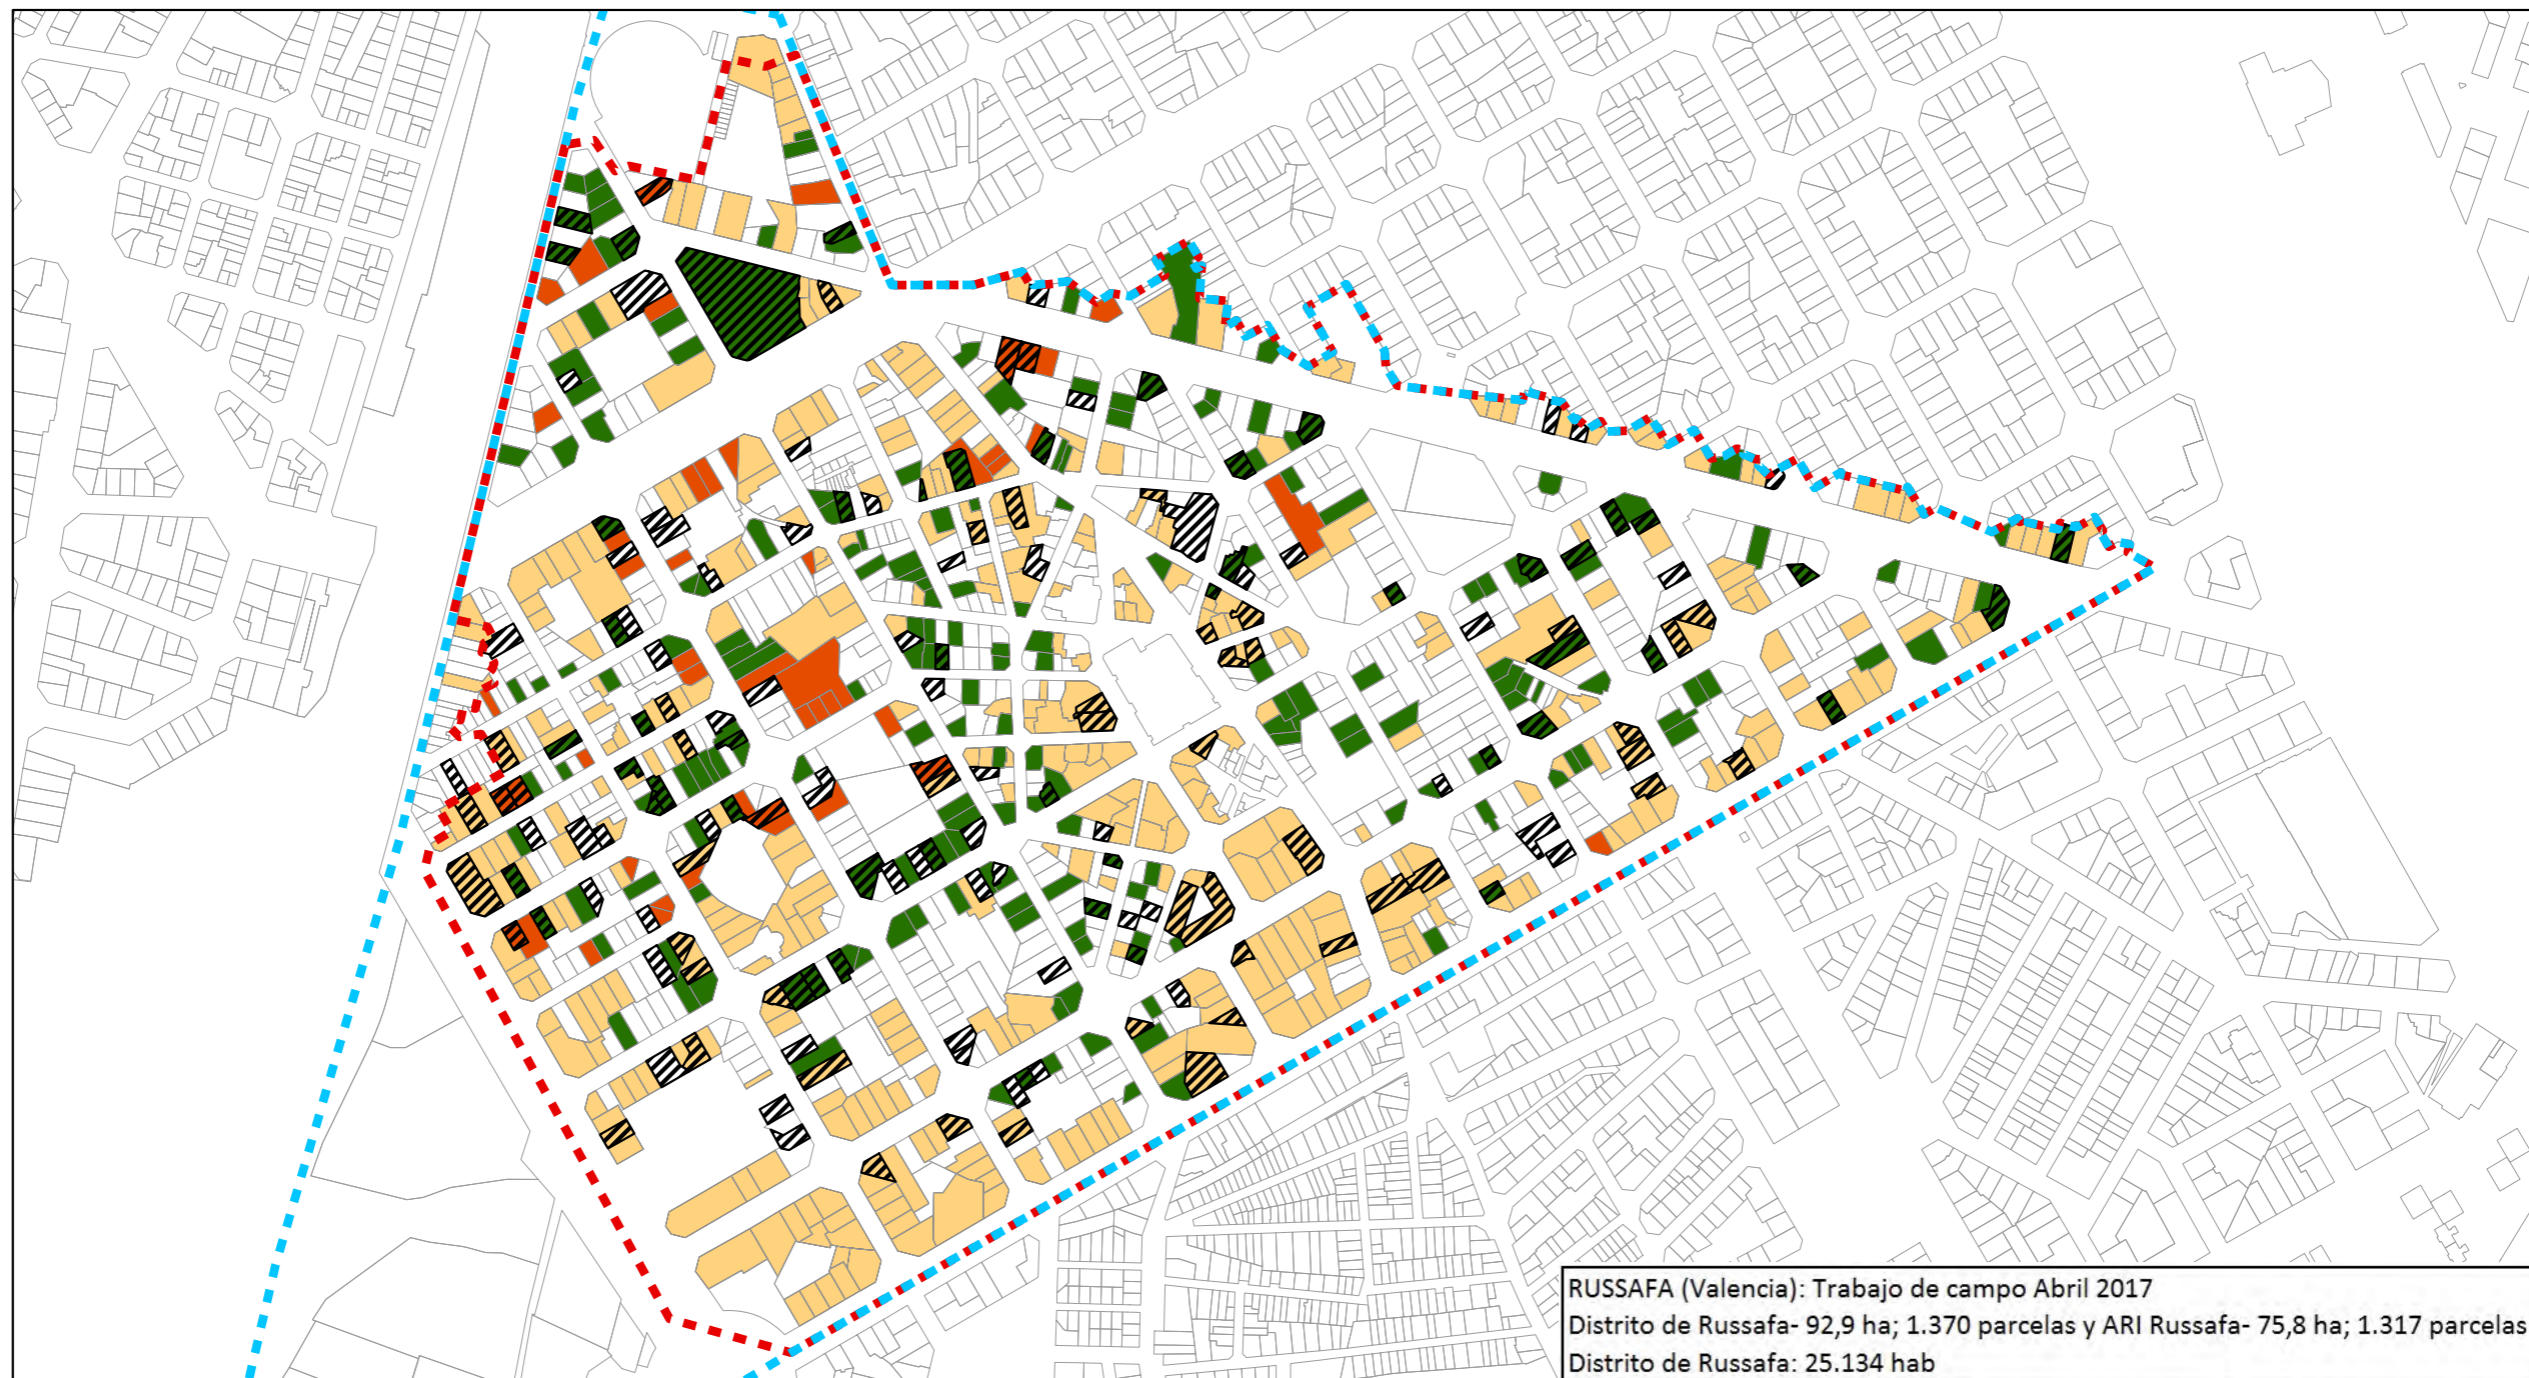 RUSSAFA (Valencia): Trabajo de campo Abril 2017
Distrito de Russafa- 92,9 ha; 1.370 parcelas y ARI Russafa- 75,8 ha; 1.317 parcelas
Distrito de Russafa: 25.134 hab